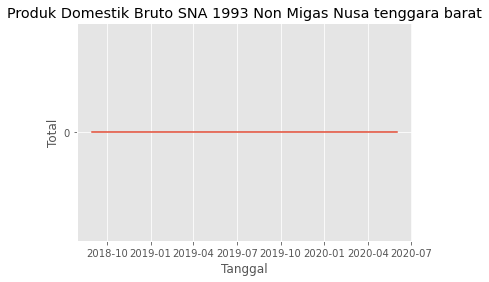 Produk Domestik Bruto SNA 1993 Non Migas Nusa tenggara barat
Total
0
2018-10 2019-01 2019-04 2019-07 2019-10 2020-01 2020-04 2020-07
Tanggal